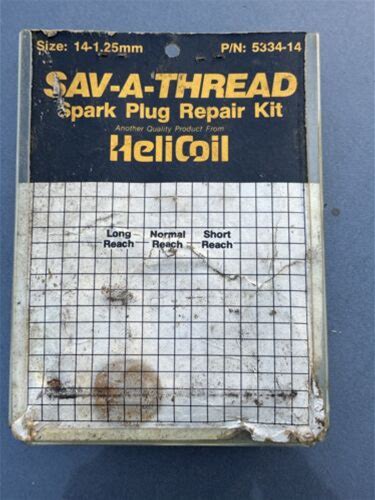 Size: 14-1.25mm P/N: 5334-14
SAV-A-THREAD
Spark Plug Repair Kit
Another Quality Product From
HeliCoil
Long Normal Short
Reach Reach Reach